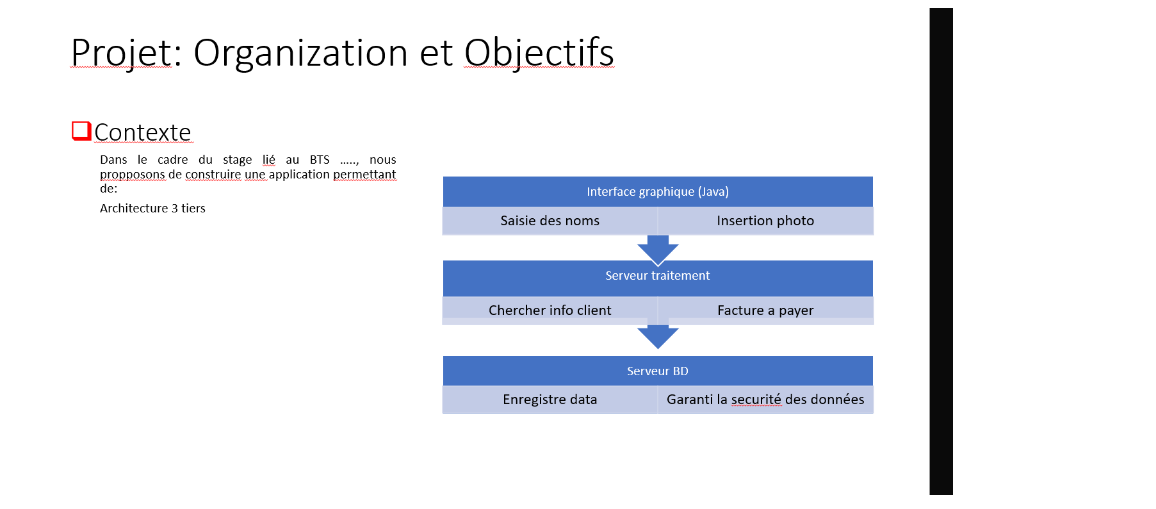 Projet: Organization et Objectifs
Contexte
Dans le cadre du stage lié au BTS ….., nous
propposons de construire une application permettant
de:
Architecture 3 tiers
Interface graphique (Java)
Saisie des noms
Insertion photo
Serveur traitement
Chercher info client
Facture a payer
Serveur BD
Enregistre data
Garanti la securité des données